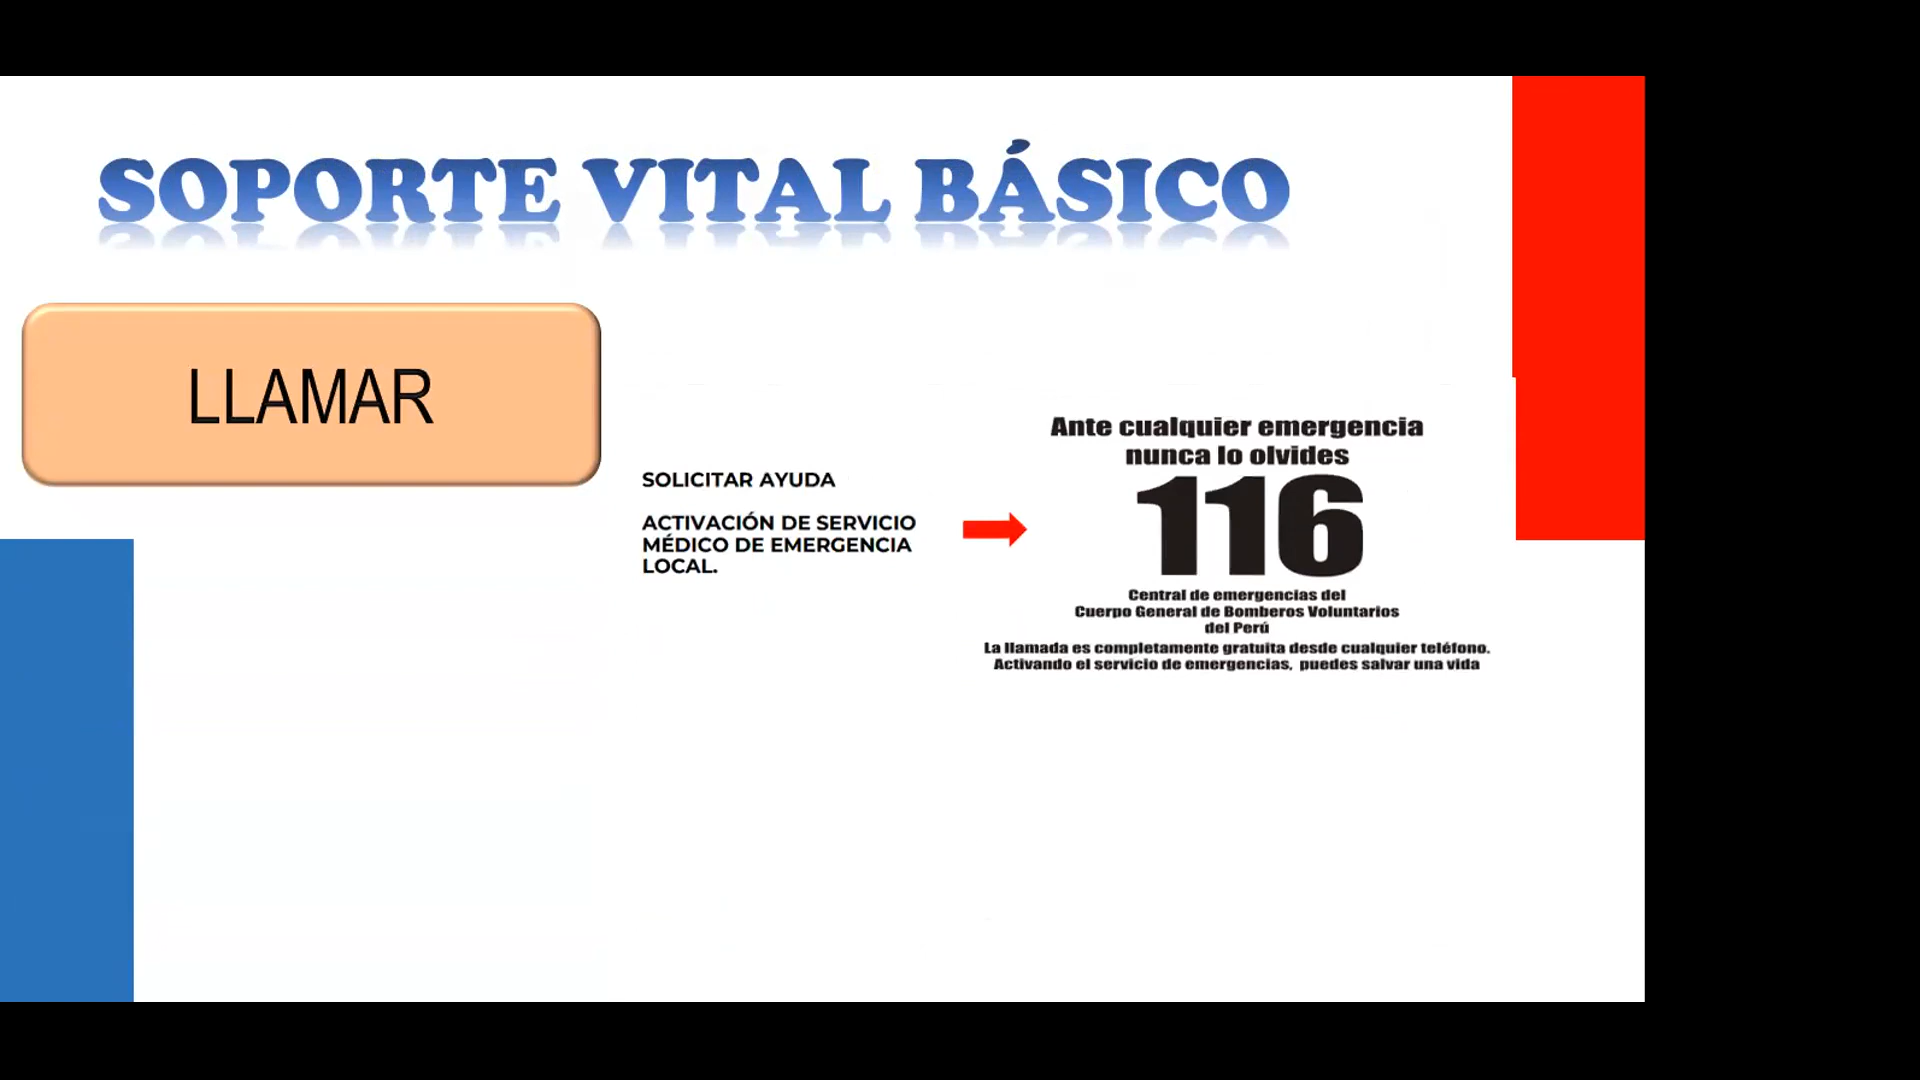 SOPORTE VITAL BÁSICO
LLAMAR
SOLICITAR AYUDA
ACTIVACIÓN DE SERVICIO
MÉDICO DE EMERGENCIA
LOCAL.
Ante cualquier emergencia
nunca lo olvides
116
Central de emergencias del
Cuerpo General de Bomberos Voluntarios
del Perú
La llamada es completamente gratuita desde cualquier teléfono.
Activando el servicio de emergencias, puedes salvar una vida